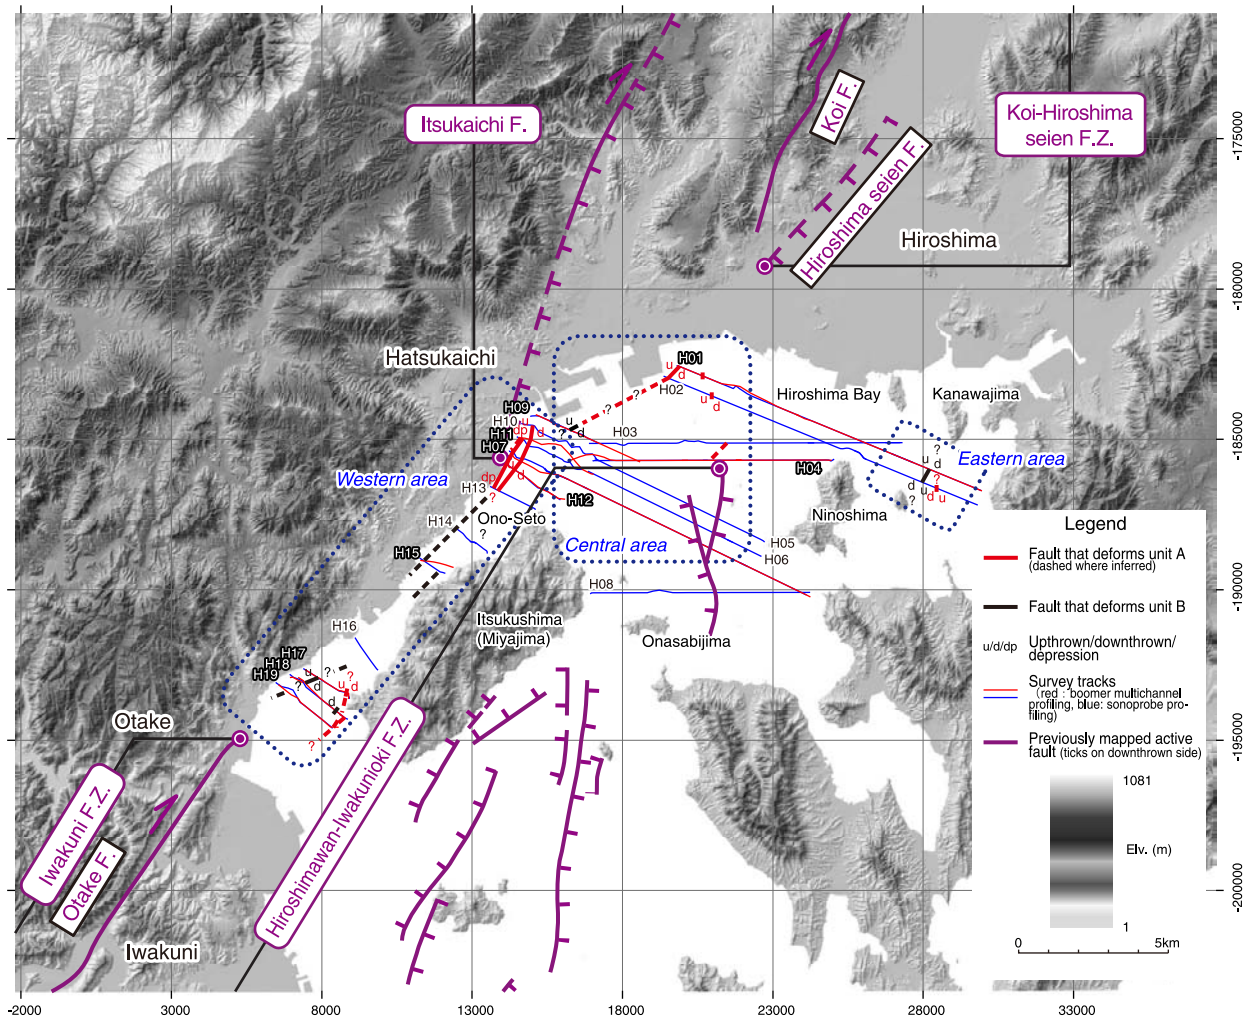 Itsukaichi F.
Koi F.
Koi-Hiroshima
seien F.Z.
Hiroshima seien F.
Hiroshima
Hatsukaichi
H01
H02
Hiroshima Bay
Kanawajima
H09
H10
H03
H11
H07
H04
Eastern area
Western area
H13
H12
Ono-Seto
Ninoshima
H14
Central area
H05
H06
H15
H08
Itsukushima
(Miyajima)
Onasabijima
H16
H17
H18
H19
Otake
Iwakuni F.Z.
Otake F.
Iwakuni
Hiroshimawan-Iwakunioki F.Z.
u
d
u
d
?
?
?
u
d
u
dp
d
u
d
dp
?
?
u
d
?
d
u
d
?
u
?
u
d
?
?
u
d
d
?
Legend
Fault that deforms unit A
(dashed where inferred)
Fault that deforms unit B
u/d/dp
Upthrown/downthrown/
depression
Survey tracks
(red : boomer multichannel
profiling, blue: sonoprobe pro-
filing)
Previously mapped active
fault (ticks on downthrown side)
1081
Elv. (m)
1
0
5km
-175000
-180000
-185000
-190000
-195000
-200000
-2000
3000
8000
13000
18000
23000
28000
33000